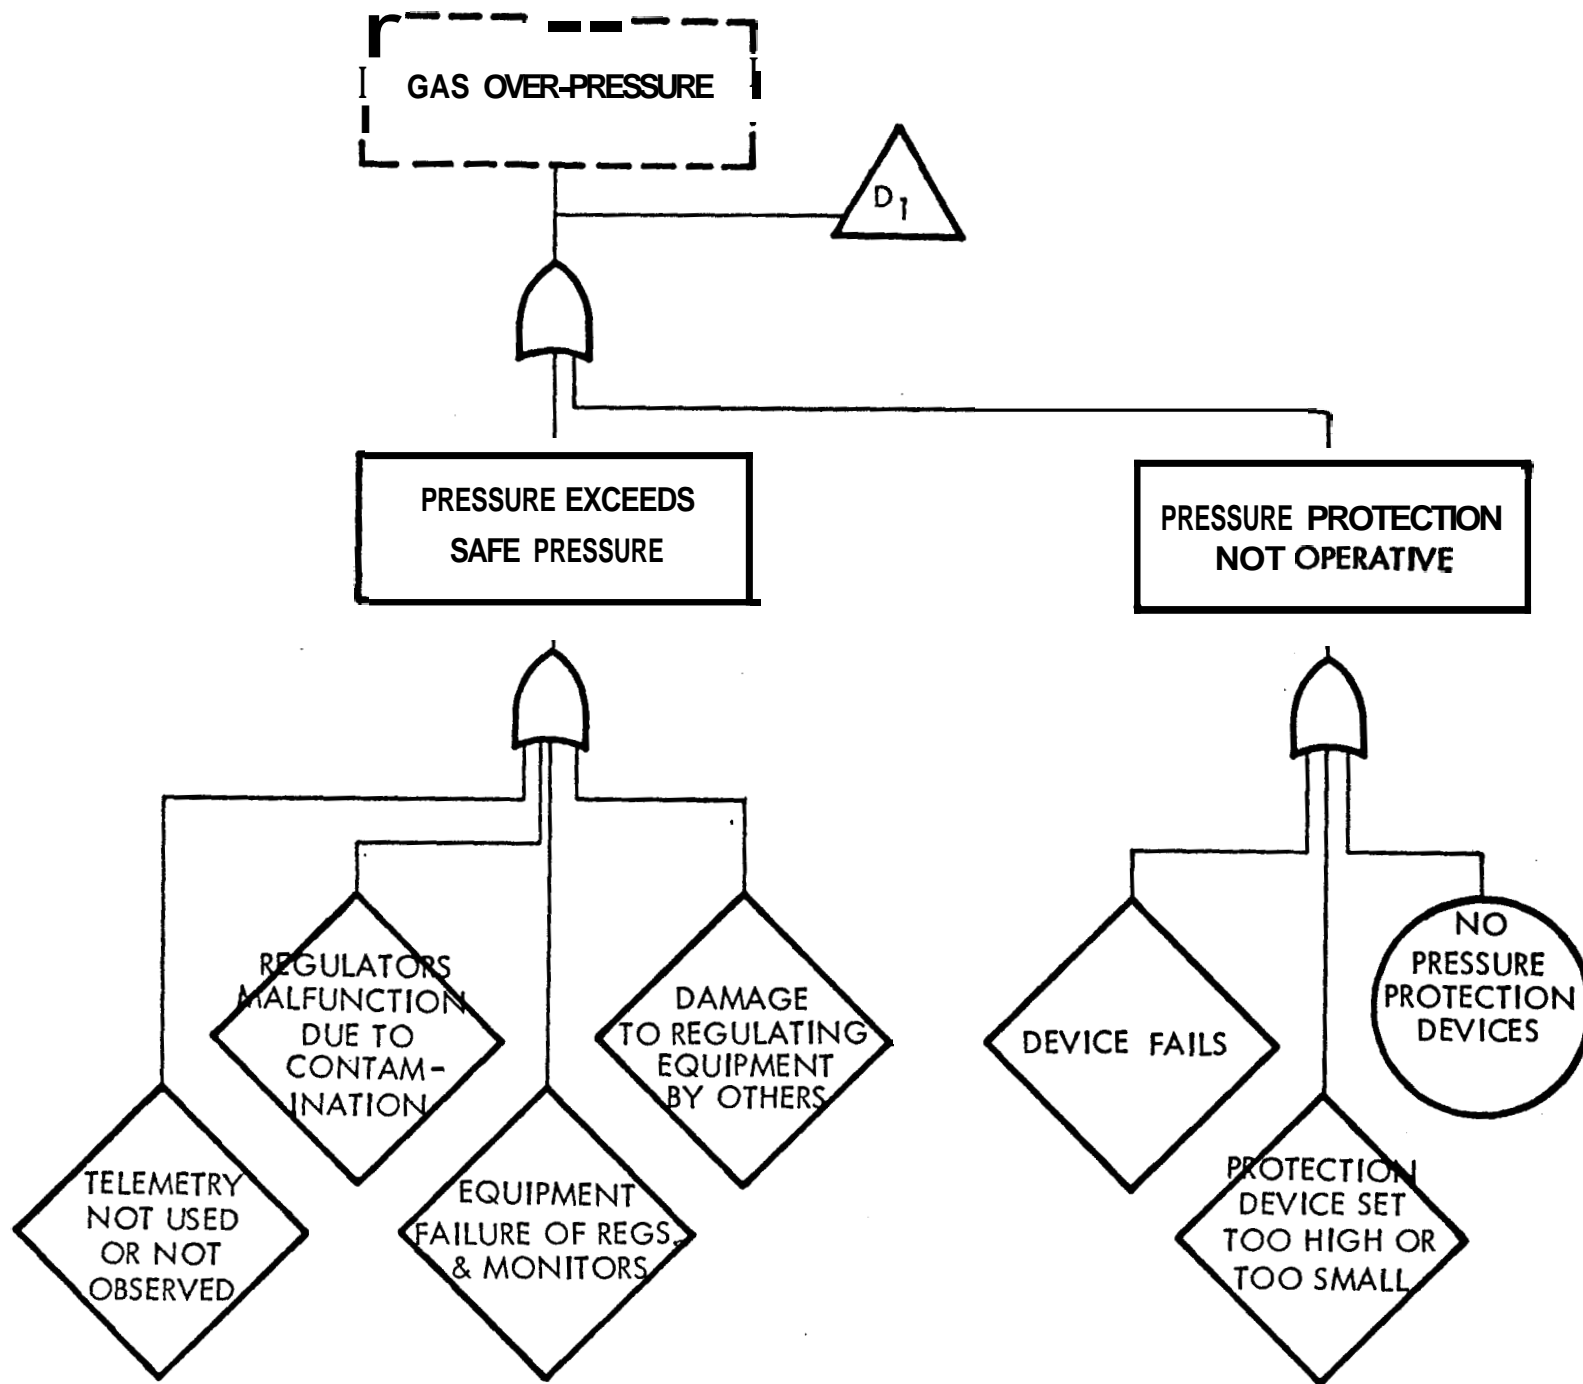 GAS OVER-PRESSURE
D1
PRESSURE EXCEEDS
SAFE PRESSURE
PRESSURE PROTECTION
NOT OPERATIVE
REGULATORS
MALFUNCTION
DUE TO
CONTAM-
INATION
DAMAGE
TO REGULATING
EQUIPMENT
BY OTHERS
DEVICE FAILS
NO
PRESSURE
PROTECTION
DEVICES
TELEMETRY
NOT USED
OR NOT
OBSERVED
EQUIPMENT
FAILURE OF REGS.
& MONITORS
PROTECTION
DEVICE SET
TOO HIGH OR
TOO SMALL